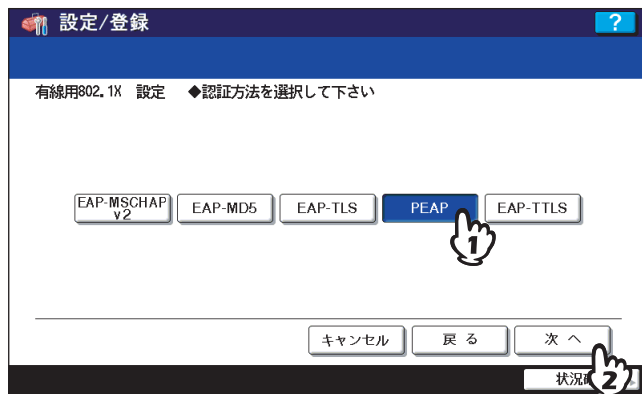 設定/登録 ?
有線用802.1X 設定 ◆認証方法を選択して下さい
EAP-MSCHAP
v2
EAP-MD5 EAP-TLS PEAP EAP-TTLS
1
キャンセル 戻る 次へ
状況
2